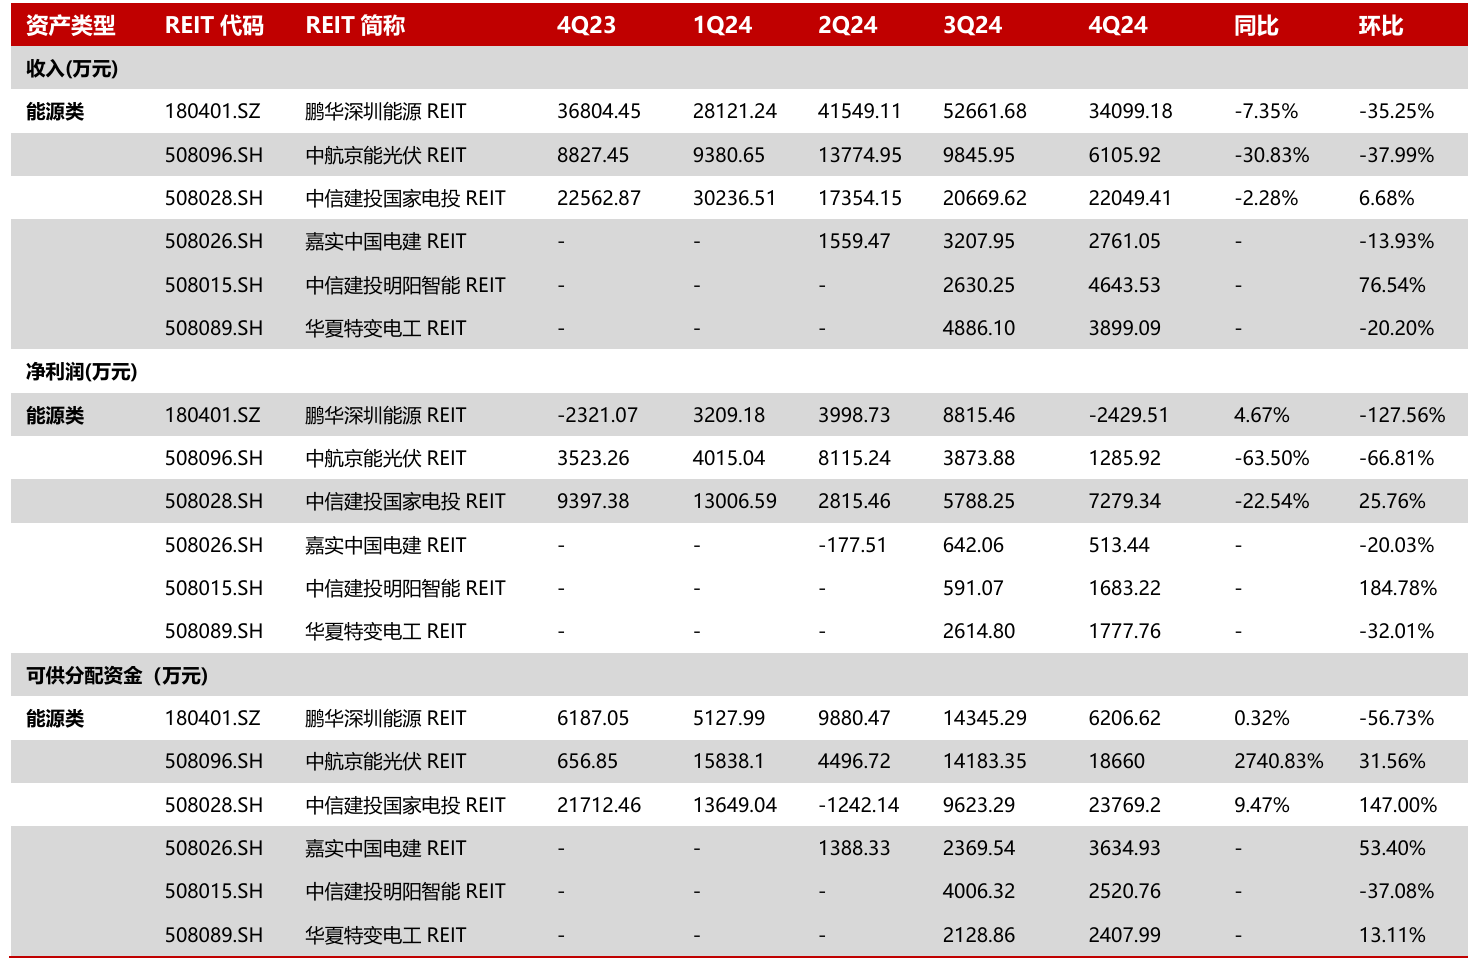 资产类型 REIT 代码 REIT 简称 4Q23 1Q24 2Q24 3Q24 4Q24 同比 环比
收入(万元)
能源类 180401.SZ 鹏华深圳能源 REIT 36804.45 28121.24 41549.11 52661.68 34099.18 -7.35% -35.25%
508096.SH 中航京能光伏 REIT 8827.45 9380.65 13774.95 9845.95 6105.92 -30.83% -37.99%
508028.SH 中信建投国家电投 REIT 22562.87 30236.51 17354.15 20669.62 22049.41 -2.28% 6.68%
508026.SH 嘉实中国电建 REIT - - 1559.47 3207.95 2761.05 - -13.93%
508015.SH 中信建投明阳智能 REIT - - - 2630.25 4643.53 - 76.54%
508089.SH 华夏特变电工 REIT - - - 4886.10 3899.09 - -20.20%
净利润(万元)
能源类 180401.SZ 鹏华深圳能源 REIT -2321.07 3209.18 3998.73 8815.46 -2429.51 4.67% -127.56%
508096.SH 中航京能光伏 REIT 3523.26 4015.04 8115.24 3873.88 1285.92 -63.50% -66.81%
508028.SH 中信建投国家电投 REIT 9397.38 13006.59 2815.46 5788.25 7279.34 -22.54% 25.76%
508026.SH 嘉实中国电建 REIT - - -177.51 642.06 513.44 - -20.03%
508015.SH 中信建投明阳智能 REIT - - - 591.07 1683.22 - 184.78%
508089.SH 华夏特变电工 REIT - - - 2614.80 1777.76 - -32.01%
可供分配资金（万元)
能源类 180401.SZ 鹏华深圳能源 REIT 6187.05 5127.99 9880.47 14345.29 6206.62 0.32% -56.73%
508096.SH 中航京能光伏 REIT 656.85 15838.1 4496.72 14183.35 18660 2740.83% 31.56%
508028.SH 中信建投国家电投 REIT 21712.46 13649.04 -1242.14 9623.29 23769.2 9.47% 147.00%
508026.SH 嘉实中国电建 REIT - - 1388.33 2369.54 3634.93 - 53.40%
508015.SH 中信建投明阳智能 REIT - - - 4006.32 2520.76 - -37.08%
508089.SH 华夏特变电工 REIT - - - 2128.86 2407.99 - 13.11%